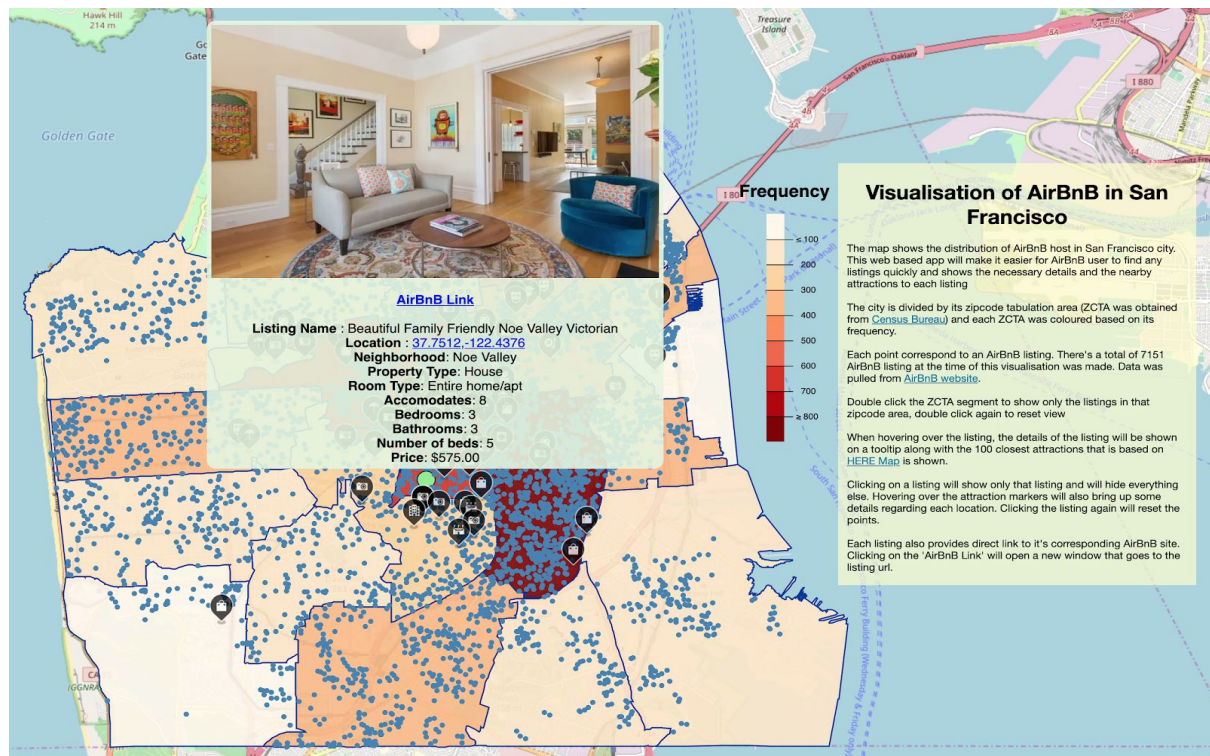 Hawk Hill
214 m
Treasure
Island
Golden Gate
San Francisco - Oakland
I 880
I 80
Frequency
≤ 100
200
300
400
500
600
700
≥ 800
Visualisation of AirBnB in San
Francisco
The map shows the distribution of AirBnB host in San Francisco city.
This web based app will make it easier for AirBnB user to find any
listings quickly and shows the necessary details and the nearby
attractions to each listing
The city is divided by its zipcode tabulation area (ZCTA was obtained
from Census Bureau) and each ZCTA was coloured based on its
frequency.
Each point correspond to an AirBnB listing. There's a total of 7151
AirBnB listing at the time of this visualisation was made. Data was
pulled from AirBnB website.
Double click the ZCTA segment to show only the listings in that
zipcode area, double click again to reset view
When hovering over the listing, the details of the listing will be shown
on a tooltip along with the 100 closest attractions that is based on
HERE Map is shown.
Clicking on a listing will show only that listing and will hide everything
else. Hovering over the attraction markers will also bring up some
details regarding each location. Clicking the listing again will reset the
points.
Each listing also provides direct link to it's corresponding AirBnB site.
Clicking on the 'AirBnB Link' will open a new window that goes to the
listing url.
AirBnB Link
Listing Name : Beautiful Family Friendly Noe Valley Victorian
Location : 37.7512,-122.4376
Neighborhood: Noe Valley
Property Type: House
Room Type: Entire home/apt
Accomodates: 8
Bedrooms: 3
Bathrooms: 3
Number of beds: 5
Price: $575.00
CA
(GGNRA